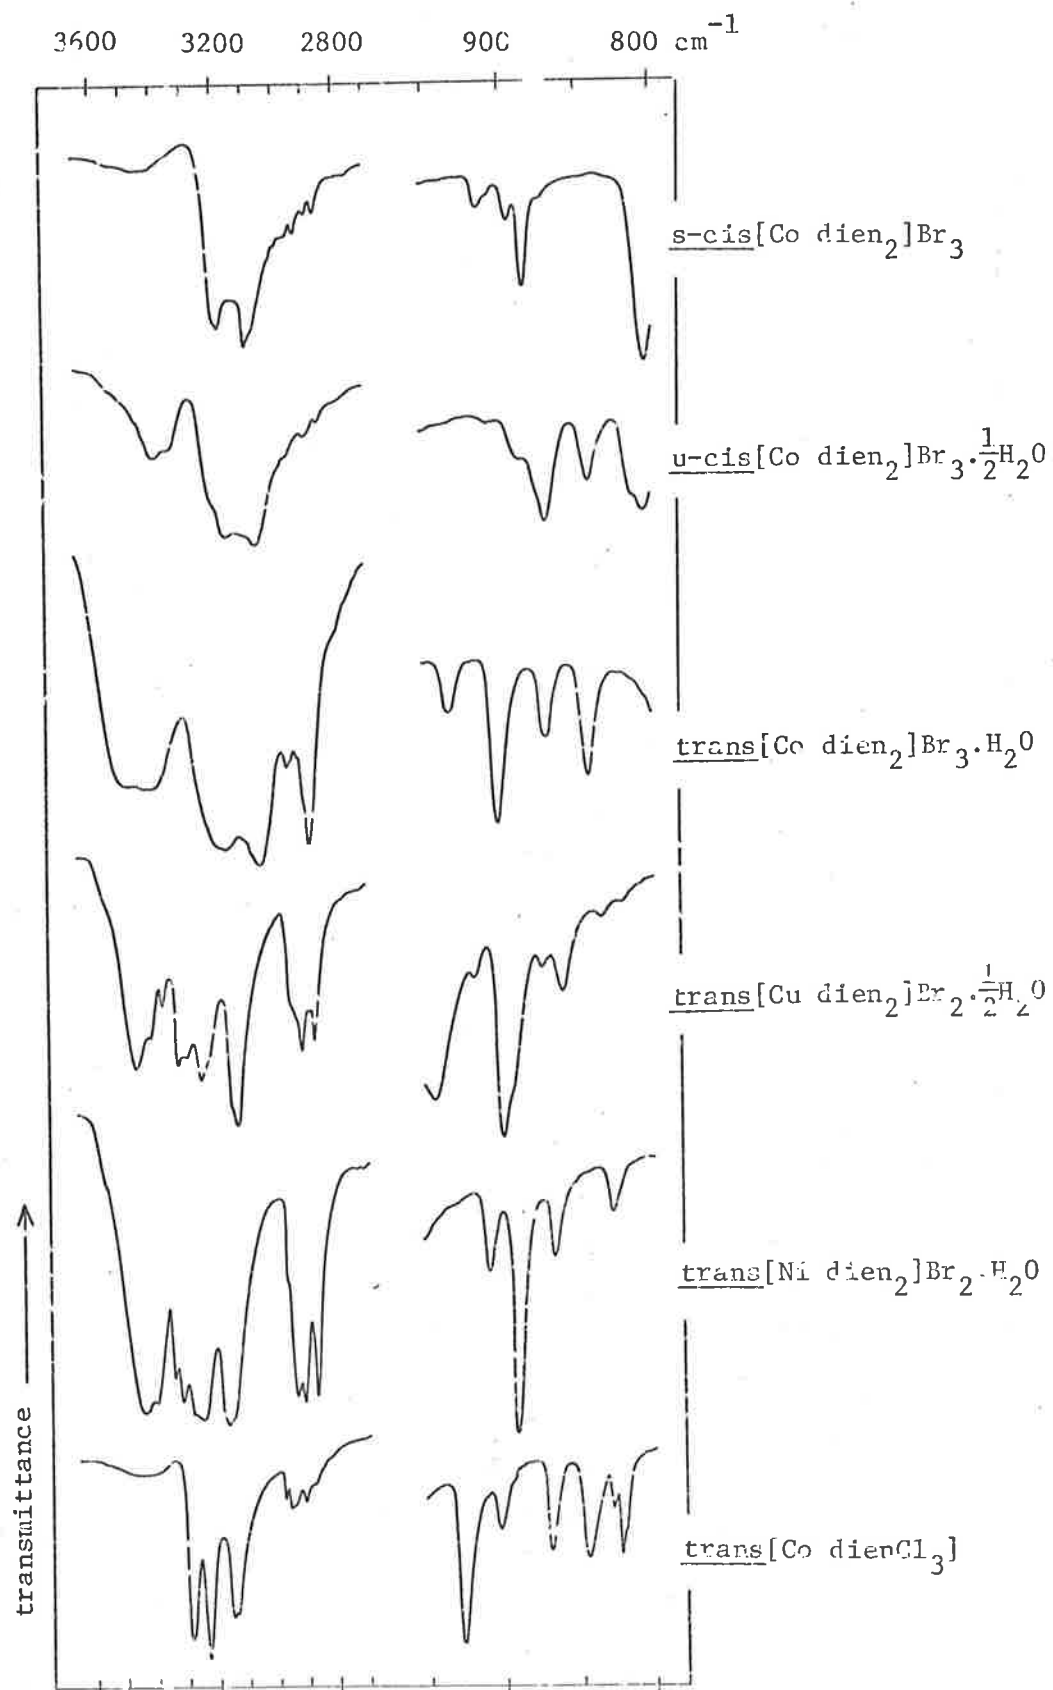 3600 3200 2800 900 800 cm⁻¹
s-cis[Co dien₂]Br₃
u-cis[Co dien₂]Br₃.½H₂O
trans[Co dien₂]Br₃.H₂O
trans[Cu dien₂]Br₂.½H₂O
trans[Ni dien₂]Br₂.H₂O
trans[Co dienCl₃]
transmittance